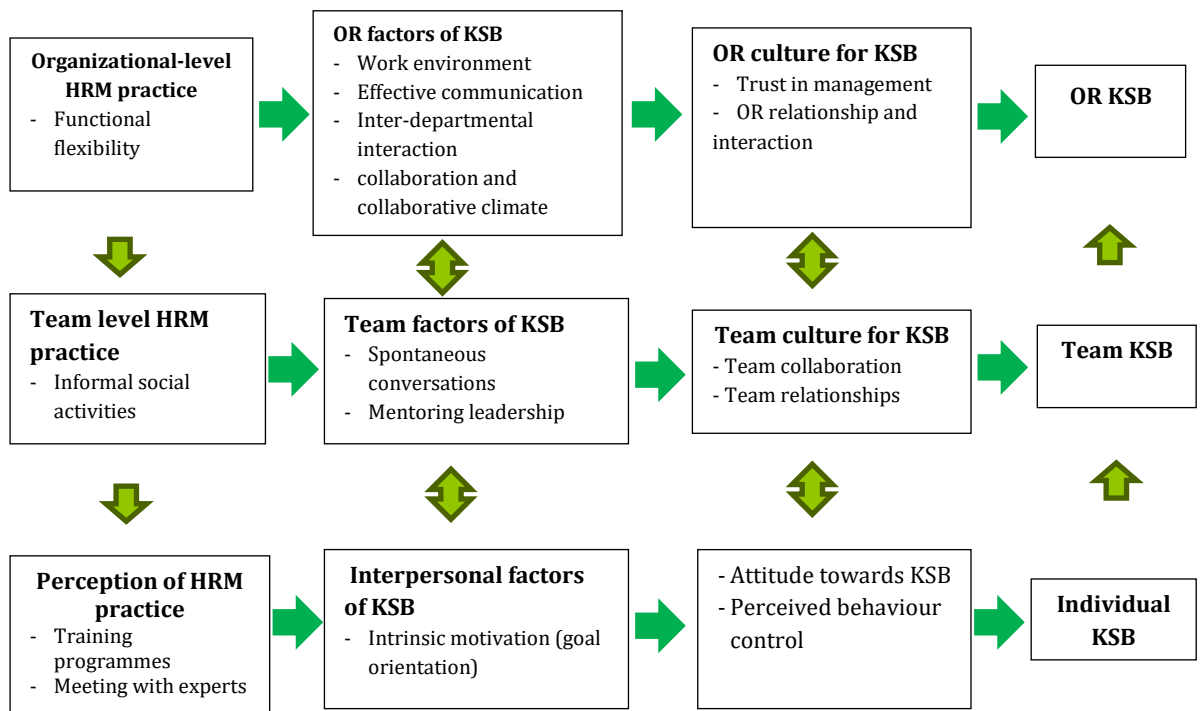 Organizational-level
HRM practice
- Functional
flexibility
OR factors of KSB
- Work environment
- Effective communication
- Inter-departmental
interaction
- collaboration and
collaborative climate
OR culture for KSB
- Trust in management
- OR relationship and
interaction
OR KSB
Team level HRM
practice
- Informal social
activities
Team factors of KSB
- Spontaneous
conversations
- Mentoring leadership
Team culture for KSB
- Team collaboration
- Team relationships
Team KSB
Perception of HRM
practice
- Training
programmes
- Meeting with experts
Interpersonal factors
of KSB
- Intrinsic motivation (goal
orientation)
- Attitude towards KSB
- Perceived behaviour
control
Individual
KSB